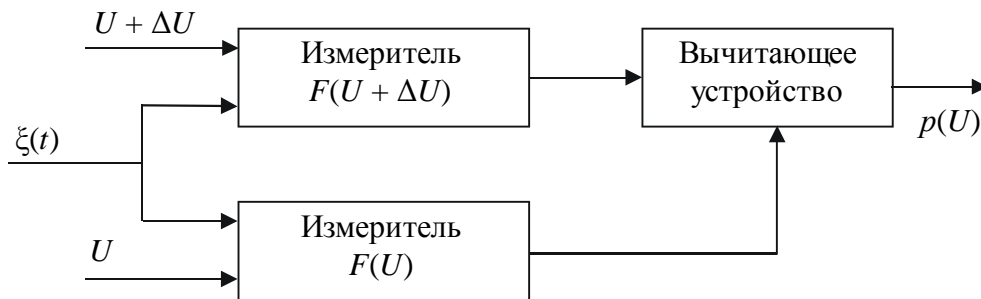 U + ΔU
Измеритель
F(U + ΔU)
Вычитающее
устройство
p(U)
ξ(t)
Измеритель
F(U)
U